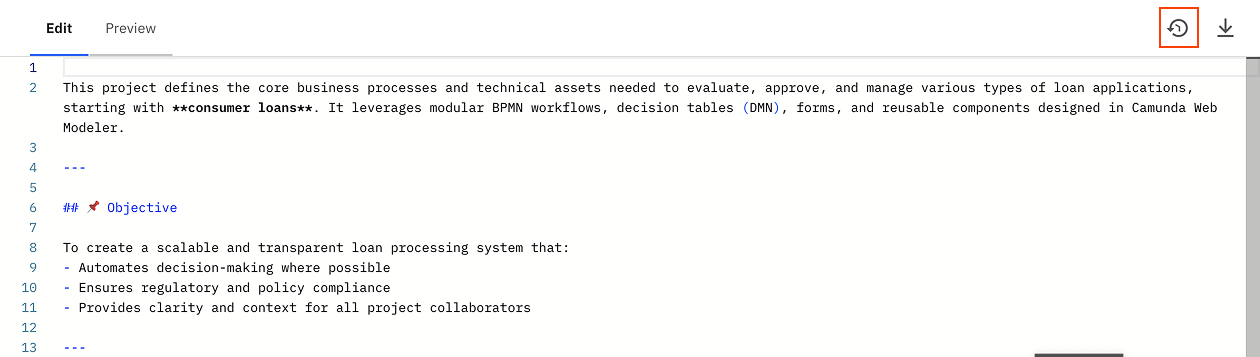 Edit Preview
1
2 This project defines the core business processes and technical assets needed to evaluate, approve, and manage various types of loan applications,
starting with **consumer loans**. It leverages modular BPMN workflows, decision tables (DMN), forms, and reusable components designed in Camunda Web
Modeler.
3
4 ---
5
6 ## 📌 Objective
7
8 To create a scalable and transparent loan processing system that:
9 - Automates decision-making where possible
10 - Ensures regulatory and policy compliance
11 - Provides clarity and context for all project collaborators
12
13 ---